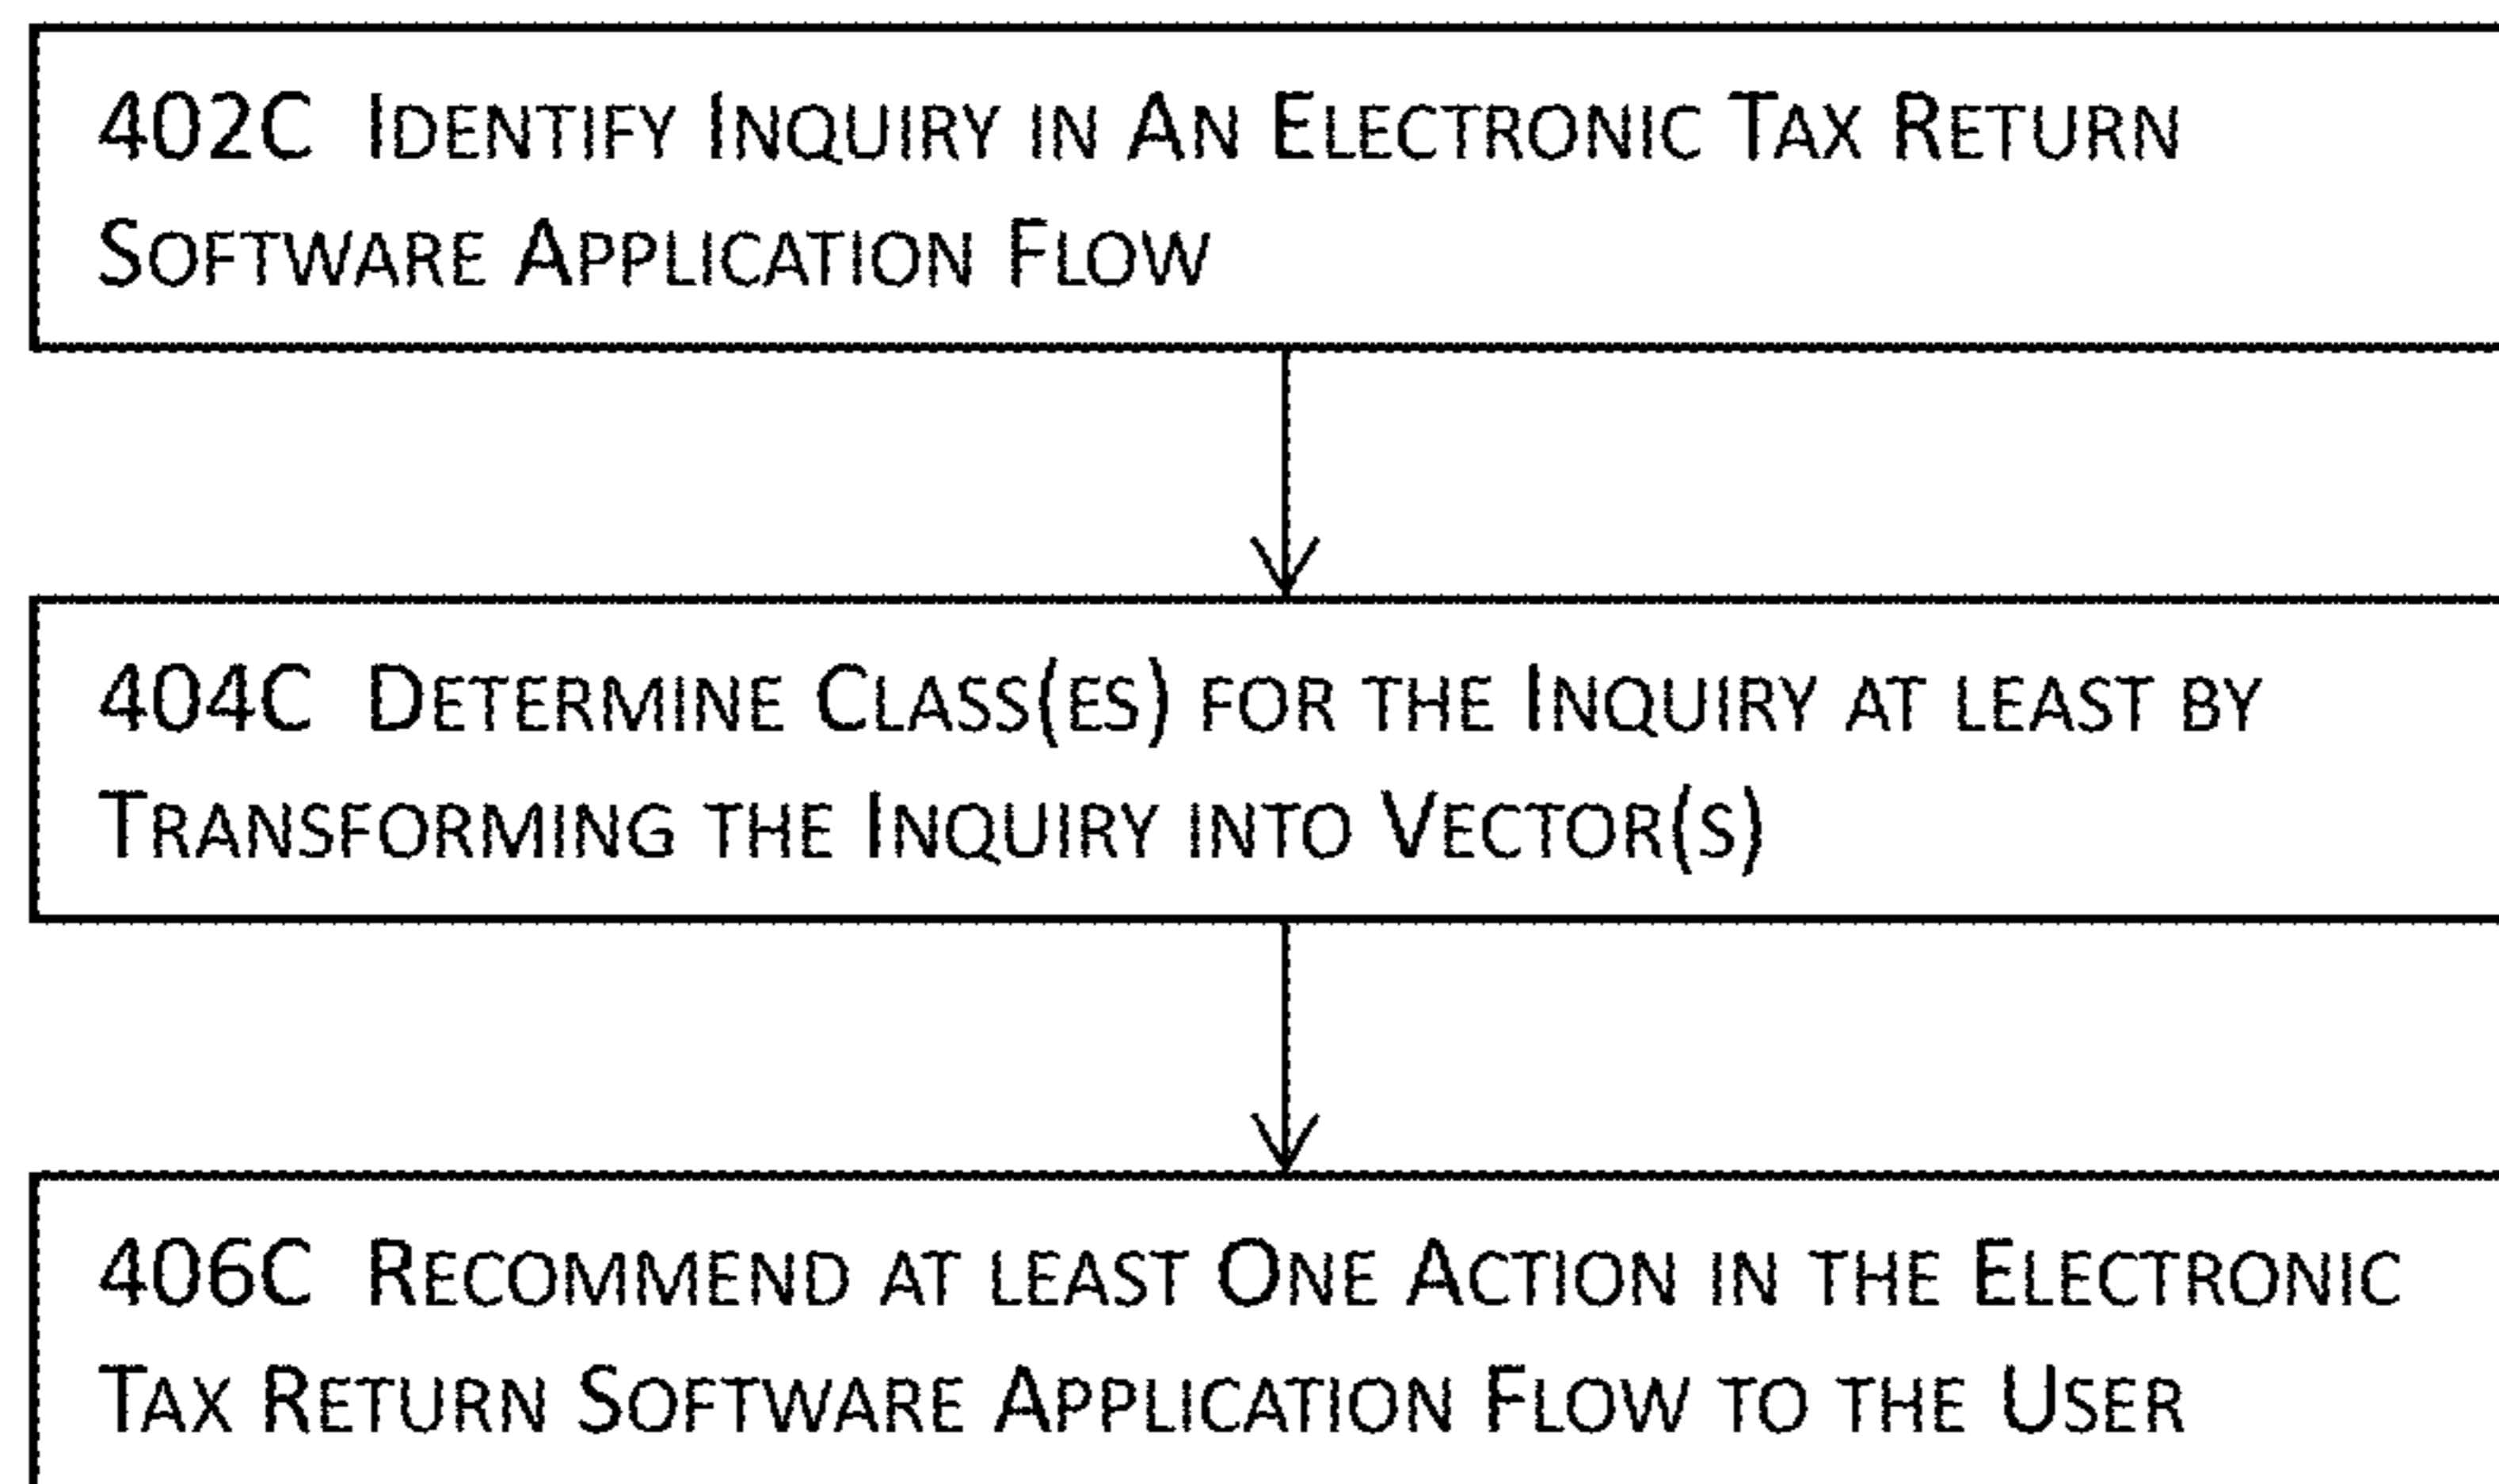 402C Identify Inquiry in An Electronic Tax Return
Software Application Flow
404C Determine Class(es) for the Inquiry at least by
Transforming the Inquiry into Vector(s)
406C Recommend at least One Action in the Electronic
Tax Return Software Application Flow to the User